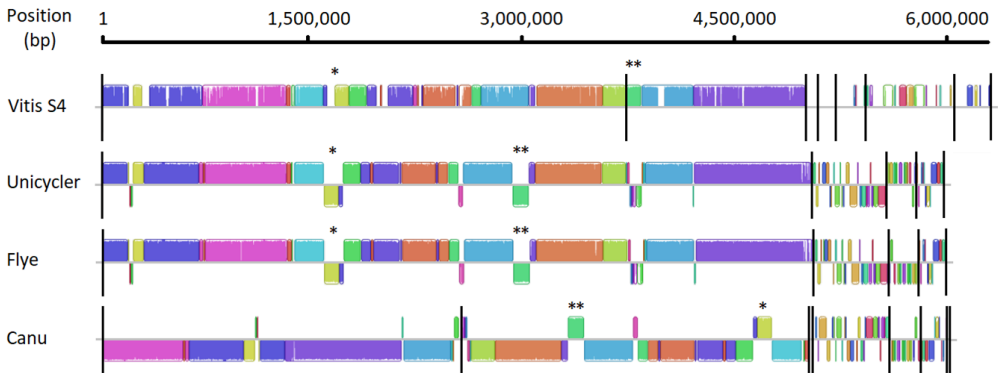 Position (bp) 1 1,500,000 3,000,000 4,500,000 6,000,000
* **
Vitis S4
* **
Unicycler
* **
Flye
** *
Canu